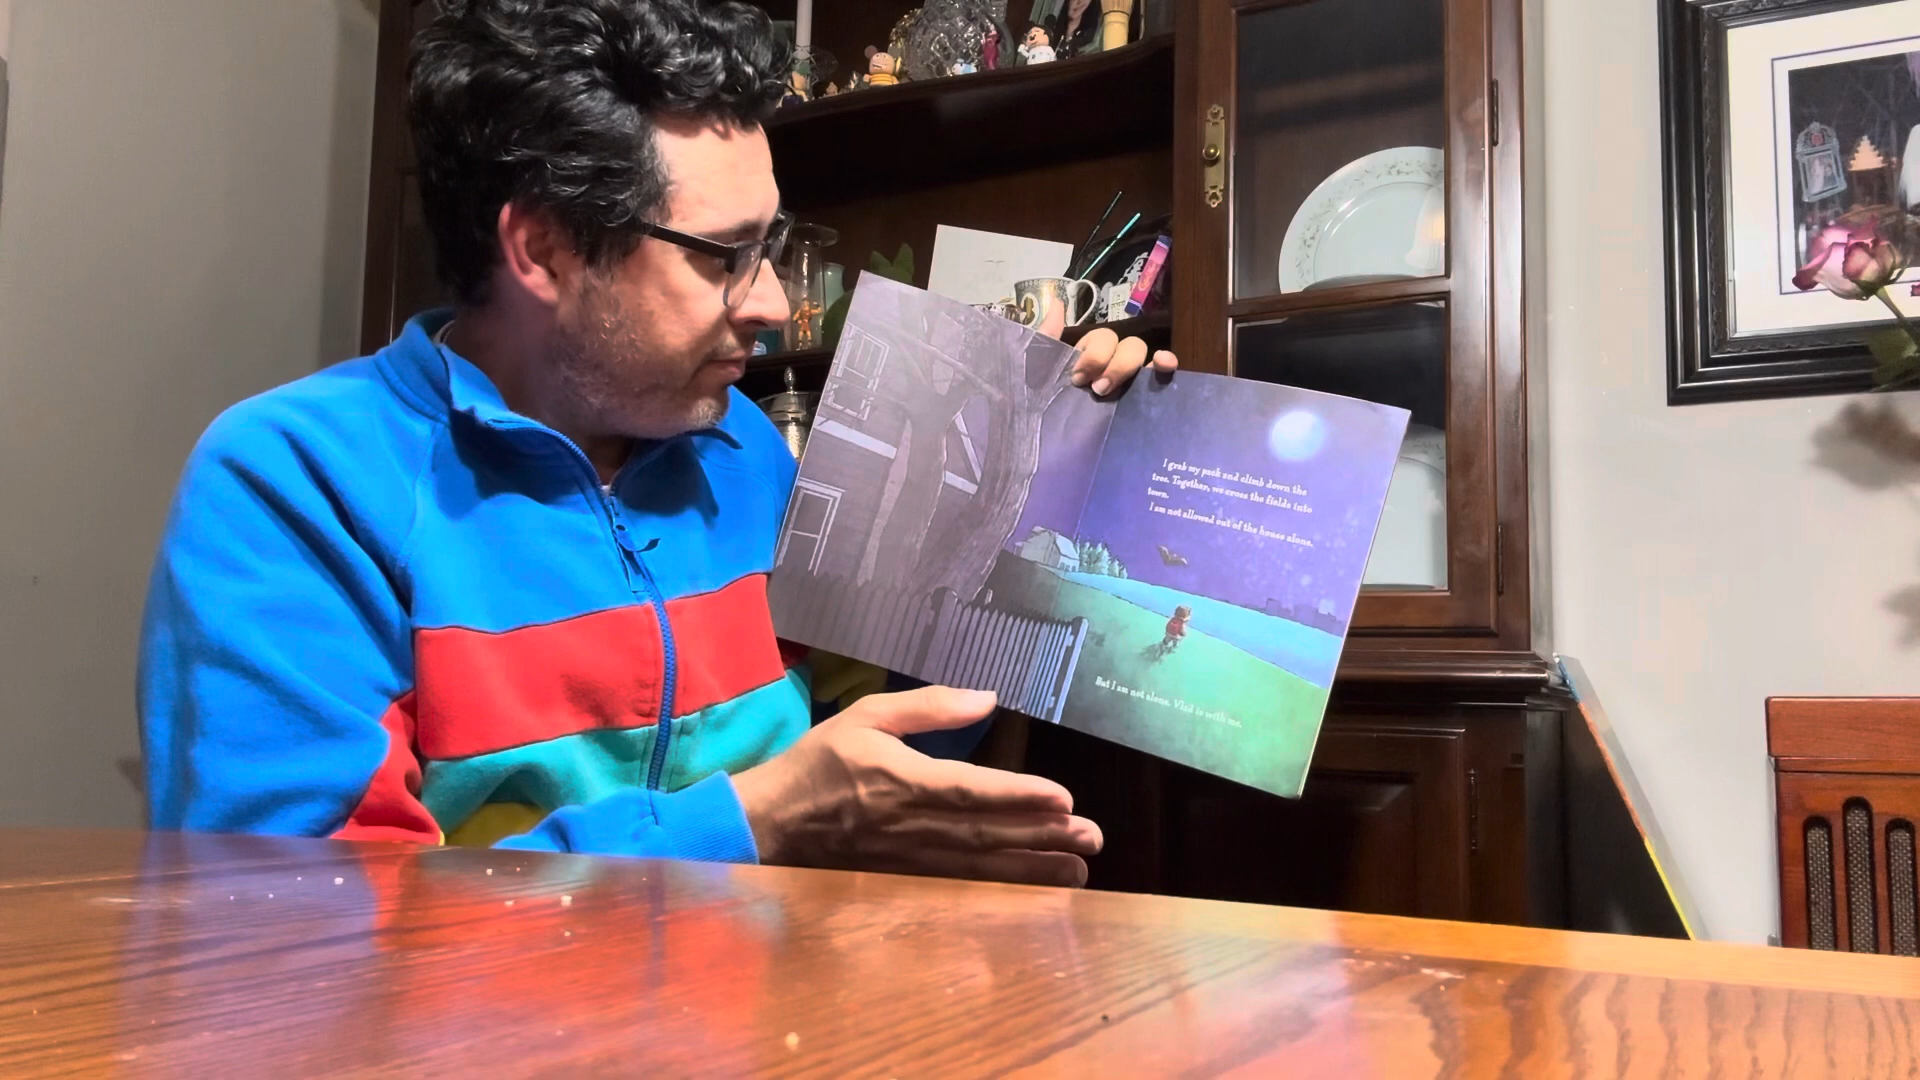 I grab my pack and climb down the
tree. Together, we cross the fields into
town.
I am not allowed out of the house alone.
But I am not alone. Vlad is with me.